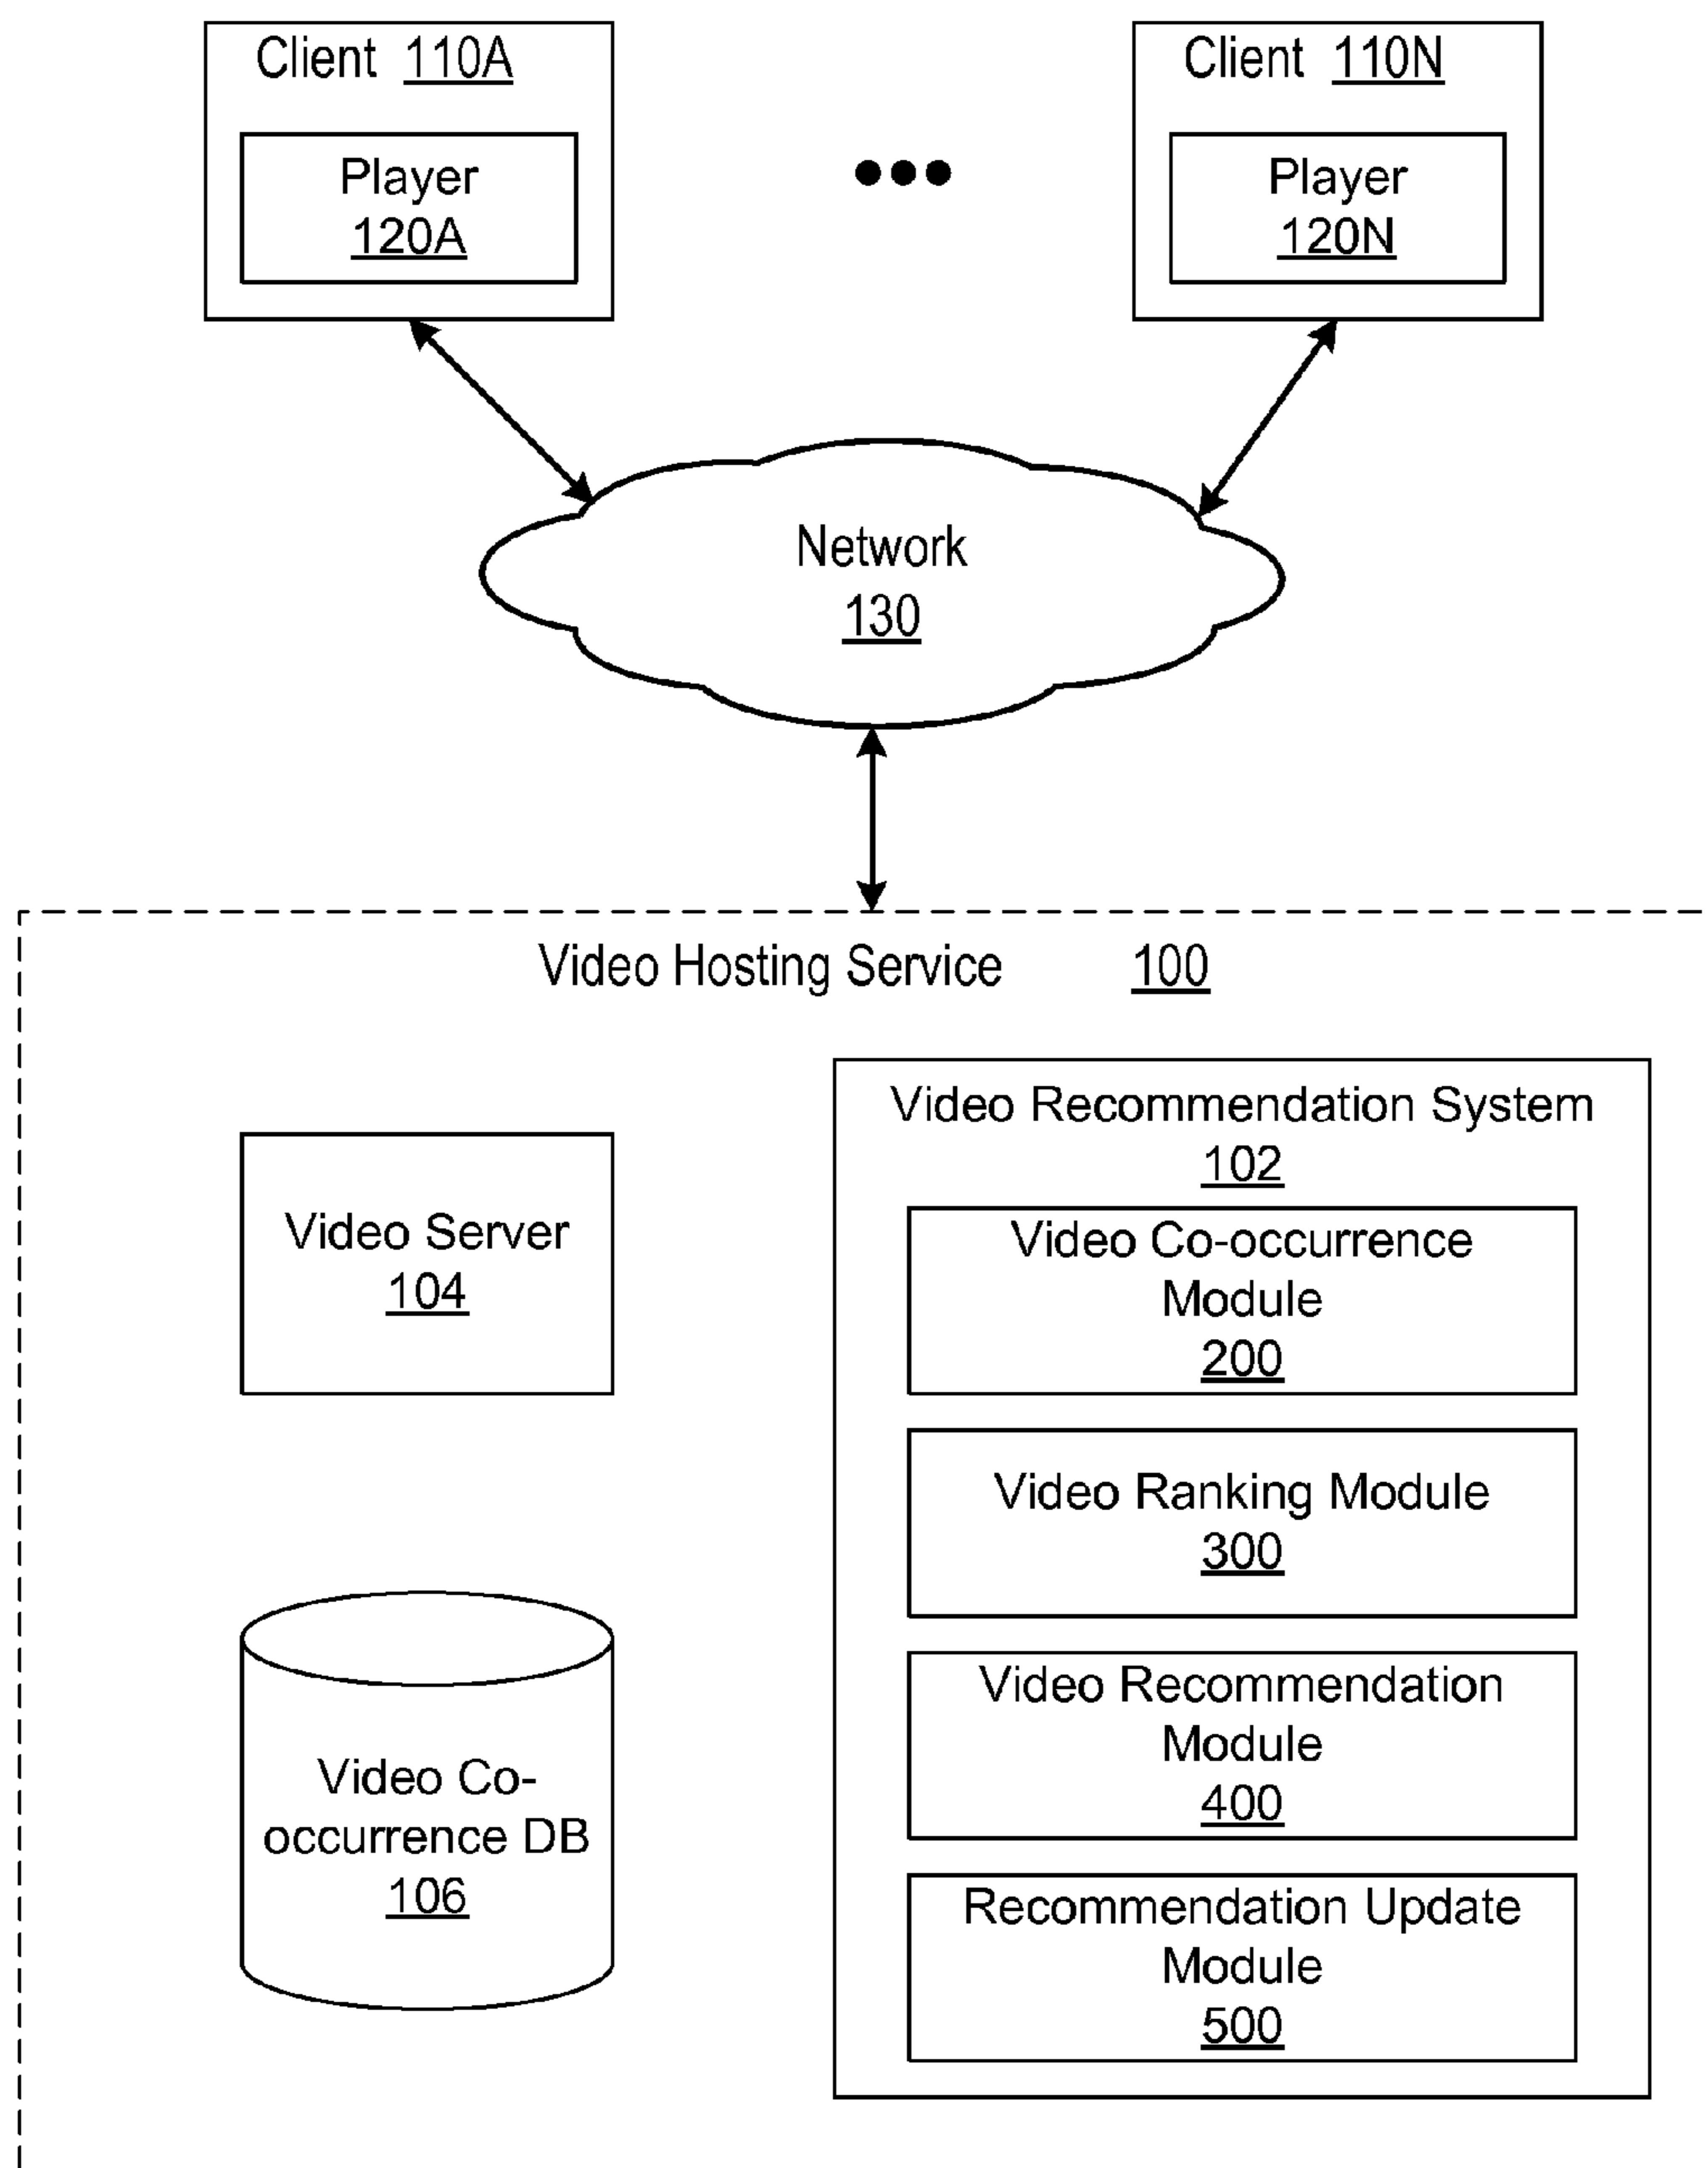 Client 110A
Player
120A
Client 110N
Player
120N
Network
130
Video Hosting Service 100
Video Server
104
Video Co-
occurrence DB
106
Video Recommendation System
102
Video Co-occurrence
Module
200
Video Ranking Module
300
Video Recommendation
Module
400
Recommendation Update
Module
500